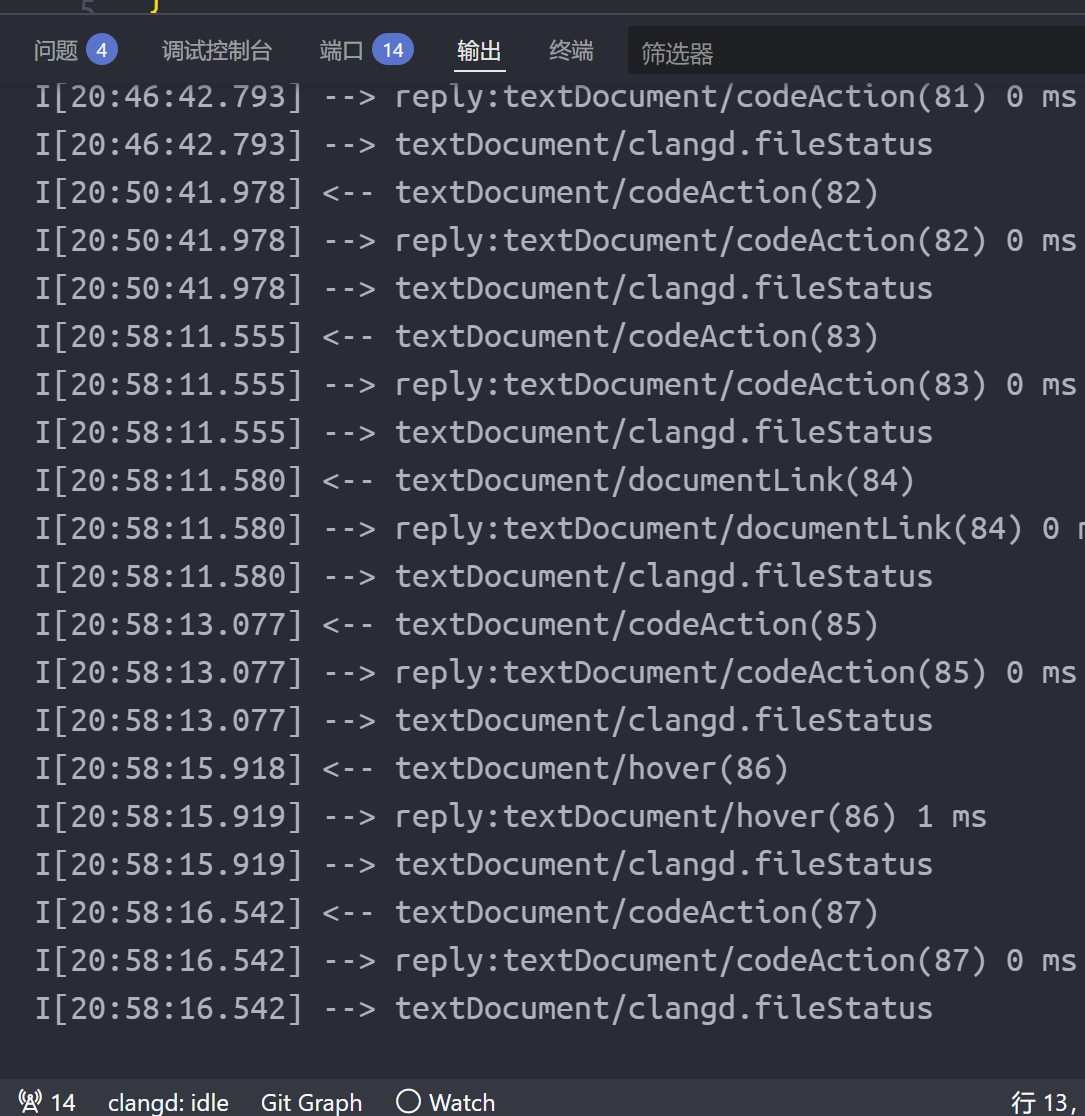 5 }
问题 4 调试控制台 端口 14 输出 终端 筛选器
I[20:46:42.793] --> reply:textDocument/codeAction(81) 0 ms
I[20:46:42.793] --> textDocument/clangd.fileStatus
I[20:50:41.978] <-- textDocument/codeAction(82)
I[20:50:41.978] --> reply:textDocument/codeAction(82) 0 ms
I[20:50:41.978] --> textDocument/clangd.fileStatus
I[20:58:11.555] <-- textDocument/codeAction(83)
I[20:58:11.555] --> reply:textDocument/codeAction(83) 0 ms
I[20:58:11.555] --> textDocument/clangd.fileStatus
I[20:58:11.580] <-- textDocument/documentLink(84)
I[20:58:11.580] --> reply:textDocument/documentLink(84) 0
I[20:58:11.580] --> textDocument/clangd.fileStatus
I[20:58:13.077] <-- textDocument/codeAction(85)
I[20:58:13.077] --> reply:textDocument/codeAction(85) 0 ms
I[20:58:13.077] --> textDocument/clangd.fileStatus
I[20:58:15.918] <-- textDocument/hover(86)
I[20:58:15.919] --> reply:textDocument/hover(86) 1 ms
I[20:58:15.919] --> textDocument/clangd.fileStatus
I[20:58:16.542] <-- textDocument/codeAction(87)
I[20:58:16.542] --> reply:textDocument/codeAction(87) 0 ms
I[20:58:16.542] --> textDocument/clangd.fileStatus
14 clangd: idle Git Graph Watch 行 13,